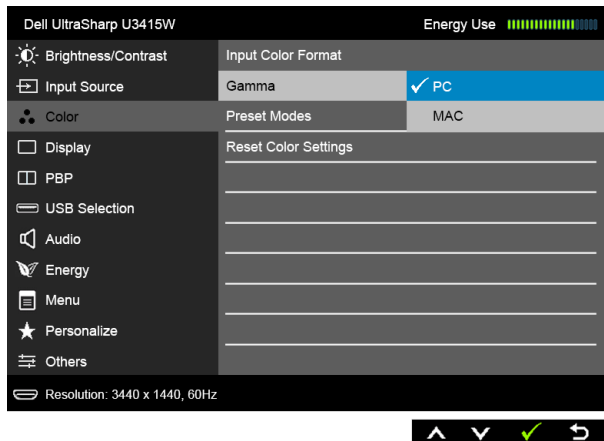 Dell UltraSharp U3415W Energy Use
Brightness/Contrast Input Color Format
Input Source Gamma PC
Color Preset Modes MAC
Display Reset Color Settings
PBP
USB Selection
Audio
Energy
Menu
Personalize
Others
Resolution: 3440 x 1440, 60Hz